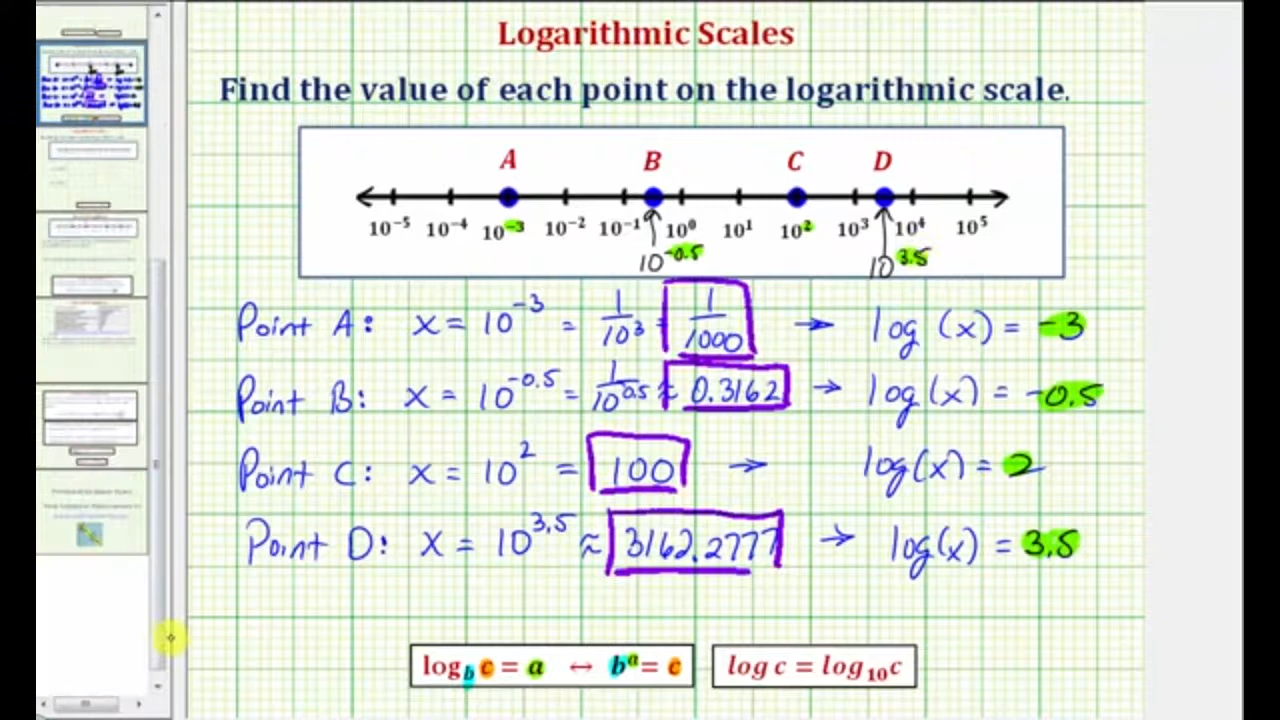 Logarithmic Scales
Find the value of each point on the logarithmic scale.
A B C D
10⁻⁵ 10⁻⁴ 10⁻³ 10⁻² 10⁻¹ 10⁰ 10¹ 10² 10³ 10⁴ 10⁵
10^-0.5 10^3.5
Point A: x = 10⁻³ = 1/10³ = 1/1000 → log (x) = -3
Point B: x = 10^-0.5 = 1/10^0.5 ≈ 0.3162 → log(x) = -0.5
Point C: x = 10² = 100 → log(x) = 2
Point D: x = 10^3.5 ≈ 3162.2777 → log(x) = 3.5
log_b c = a ↔ bᵃ = c log c = log₁₀c